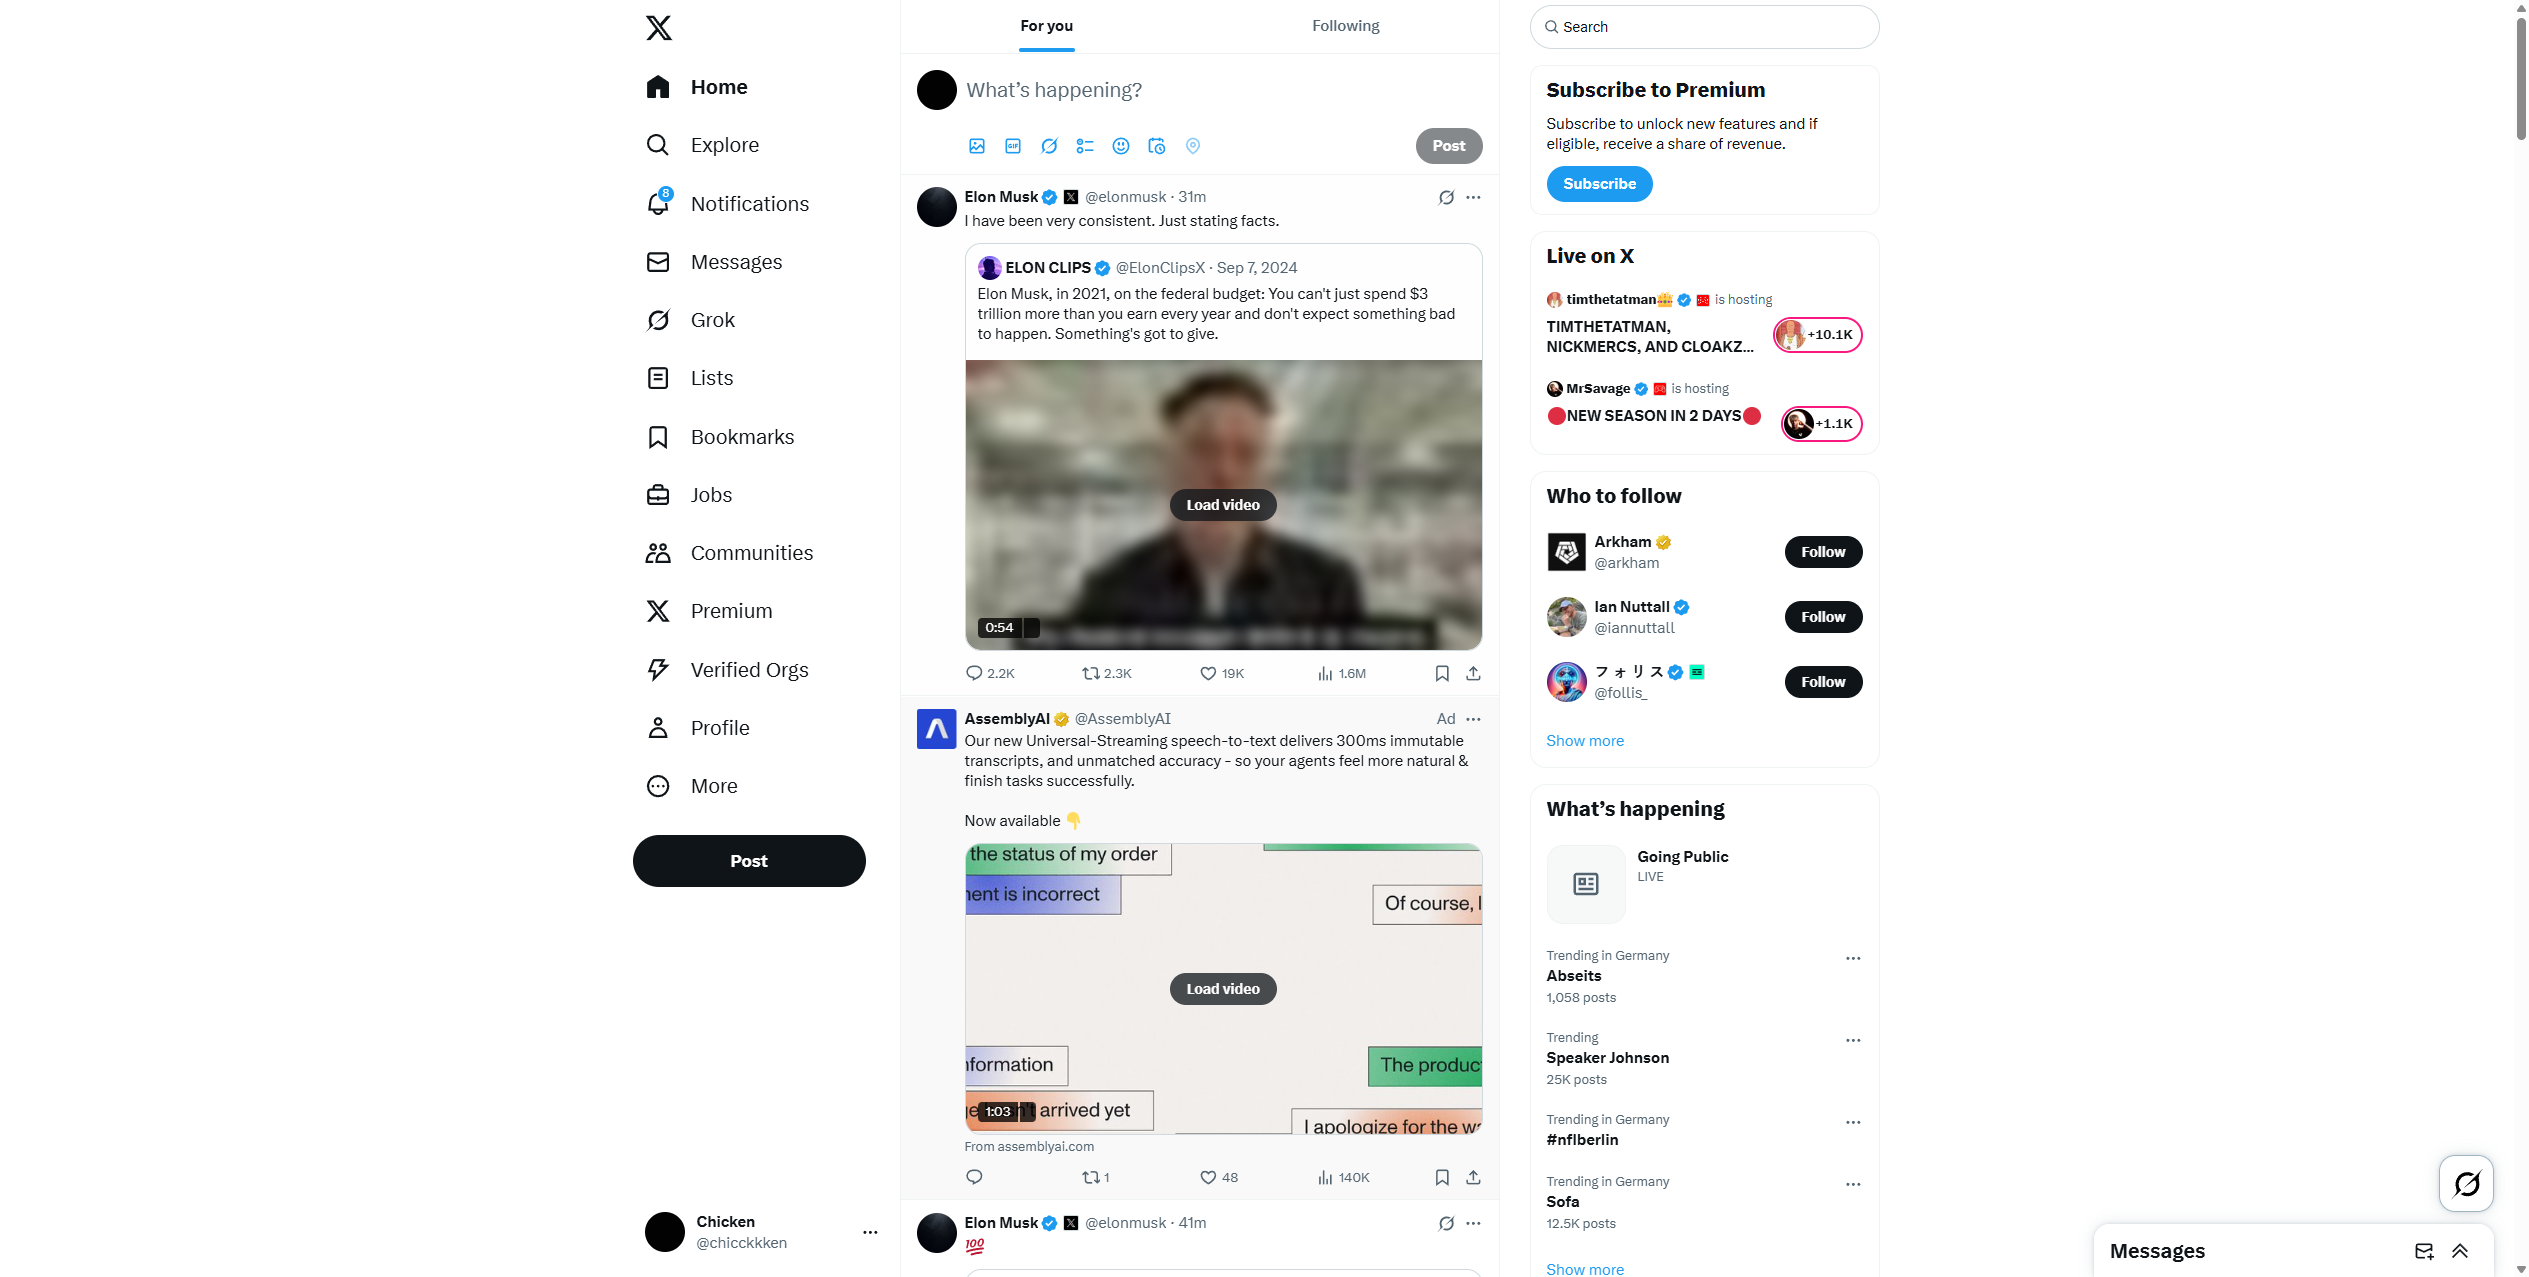 Home
Explore
8
Notifications
Messages
Grok
Lists
Bookmarks
Jobs
Communities
Premium
Verified Orgs
Profile
More
Post
Chicken
@chicckkken
For you
Following
What's happening?
GIF
Post
Elon Musk @elonmusk · 31m
I have been very consistent. Just stating facts.
ELON CLIPS @ElonClipsX · Sep 7, 2024
Elon Musk, in 2021, on the federal budget: You can't just spend $3
trillion more than you earn every year and don't expect something bad
to happen. Something's got to give.
Load video
0:54
2.2K
2.3K
19K
1.6M
AssemblyAI @AssemblyAI
Ad
Our new Universal-Streaming speech-to-text delivers 300ms immutable
transcripts, and unmatched accuracy - so your agents feel more natural &
finish tasks successfully.
Now available 👇
the status of my order
is incorrect
Of course,
Load video
The
1:03
arrived yet
I apologize for the
From assemblyai.com
1
48
140K
Elon Musk @elonmusk · 41m
💯
Search
Subscribe to Premium
Subscribe to unlock new features and if
eligible, receive a share of revenue.
Subscribe
Live on X
timthetatman👑 is hosting
TIMTHETATMAN,
NICKMERCS, AND CLOAKZ...
+10.1K
MrSavage is hosting
🔴NEW SEASON IN 2 DAYS🔴
+1.1K
Who to follow
Arkham
@arkham
Follow
Ian Nuttall
@iannuttall
Follow
フォリス
@follis_
Follow
Show more
What's happening
Going Public
LIVE
Trending in Germany
Abseits
1,058 posts
Trending
Speaker Johnson
25K posts
Trending in Germany
#nflberlin
Trending in Germany
Sofa
12.5K posts
Show more
Messages